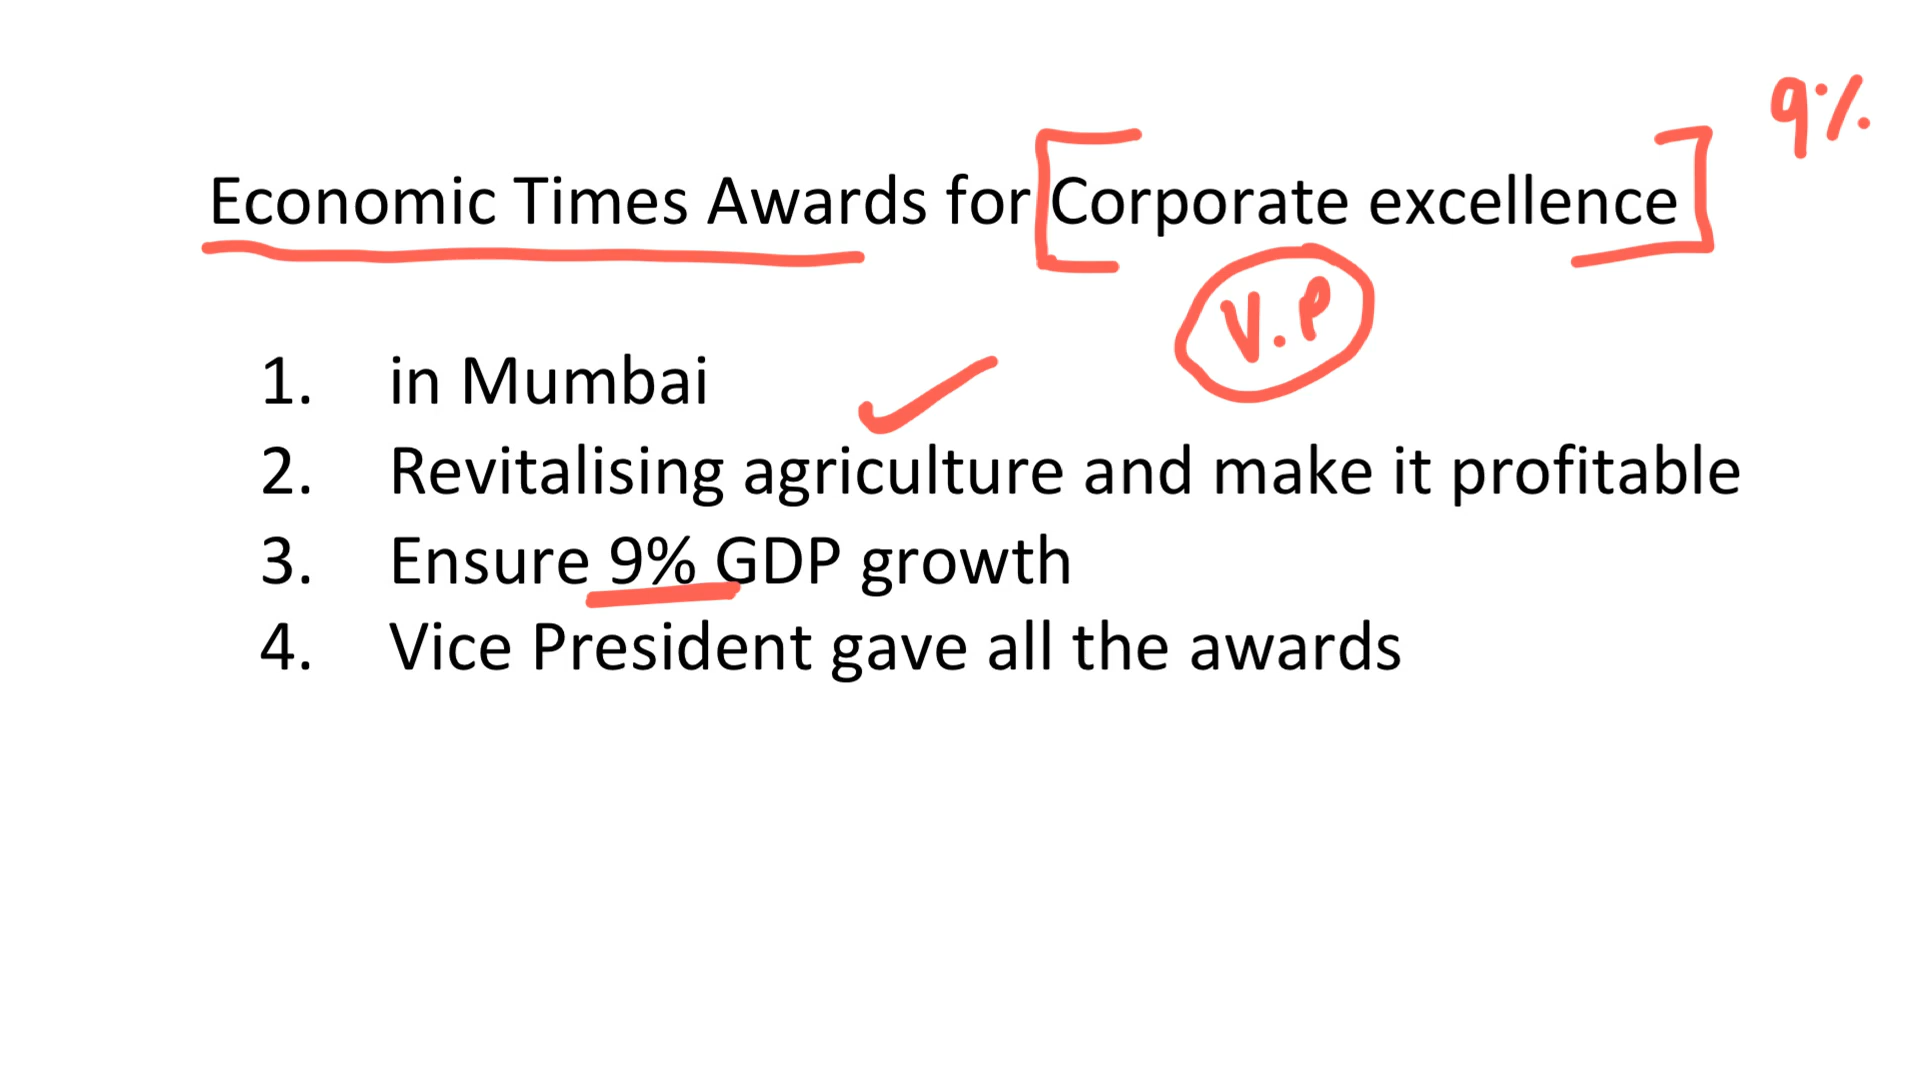 9%
Economic Times Awards for Corporate excellence
V.P
1. in Mumbai
2. Revitalising agriculture and make it profitable
3. Ensure 9% GDP growth
4. Vice President gave all the awards